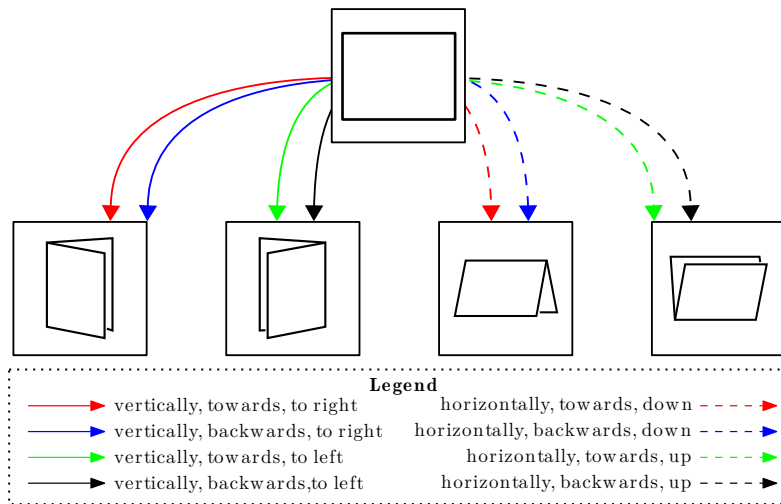 Legend
vertically, towards, to right
horizontally, towards, down
vertically, backwards, to right
horizontally, backwards, down
vertically, towards, to left
horizontally, towards, up
vertically, backwards,to left
horizontally, backwards, up